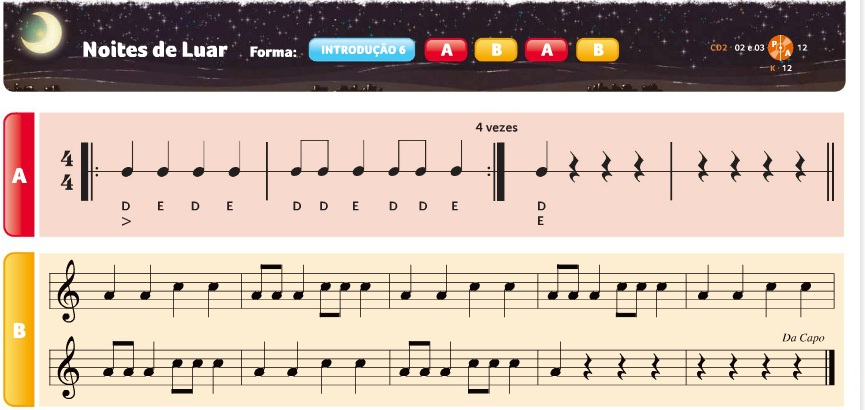 Noites de Luar Forma: INTRODUÇÃO 6 A B A B
CD2 · 02 e 03 P A 12
K · 12
4 vezes
A
4
4
D E D E D D E D D E D
> E
B
Da Capo